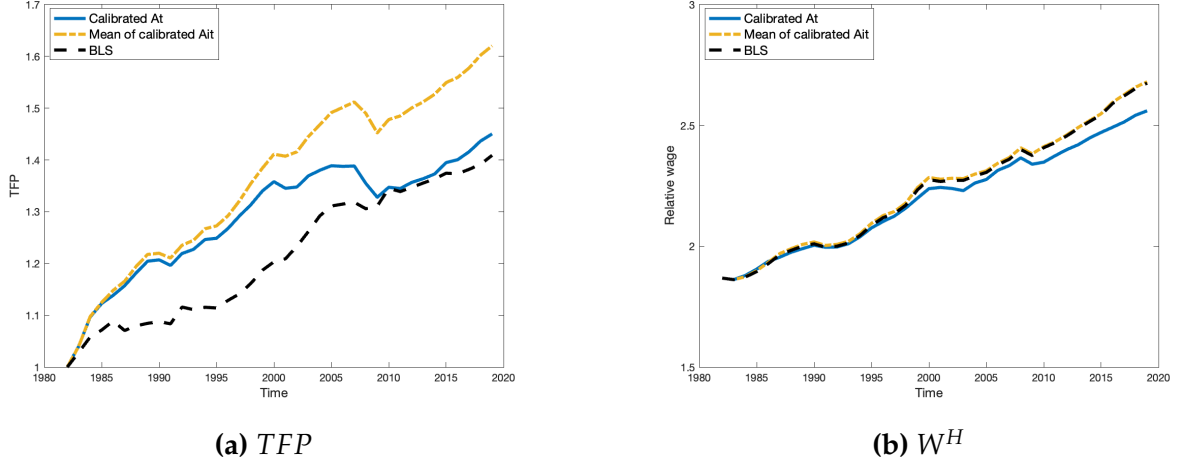 Calibrated At
Mean of calibrated Ait
BLS
1.7
1.6
1.5
1.4
1.3
1.2
1.1
1
TFP
1980 1985 1990 1995 2000 2005 2010 2015 2020
Time
(a) TFP
Calibrated At
Mean of calibrated Ait
BLS
3
2.5
2
1.5
Relative wage
1980 1985 1990 1995 2000 2005 2010 2015 2020
Time
(b) W^H